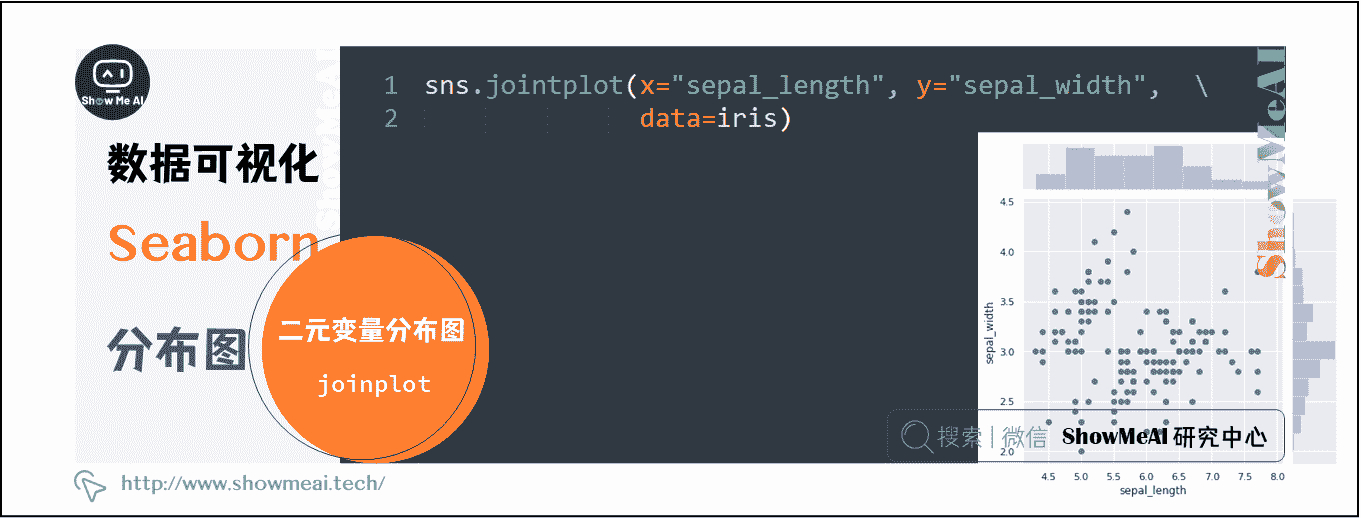 Show Me AI
数据可视化
Seaborn
分布图
二元变量分布图
joinplot
http://www.showmeai.tech/
1 sns.jointplot(x="sepal_length", y="sepal_width", \
2 data=iris)
ShowMeAI
ShowMeAI
4.5
4.0
3.5
3.0
2.5
2.0
sepal_width
4.5 5.0 5.5 6.0 6.5 7.0 7.5 8.0
sepal_length
搜索 | 微信 ShowMeAI 研究中心